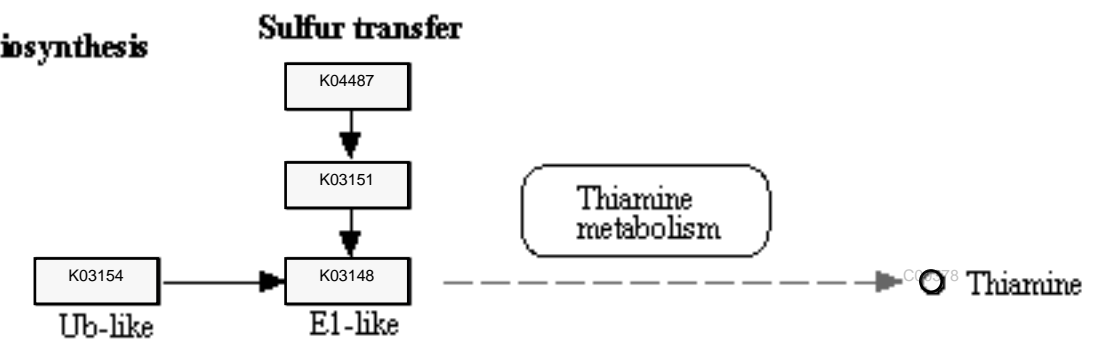 iosynthesis
Sulfur transfer
K04487
K03151
Thiamine
metabolism
K03154
K03148
Thiamine
Ub-like
E1-like